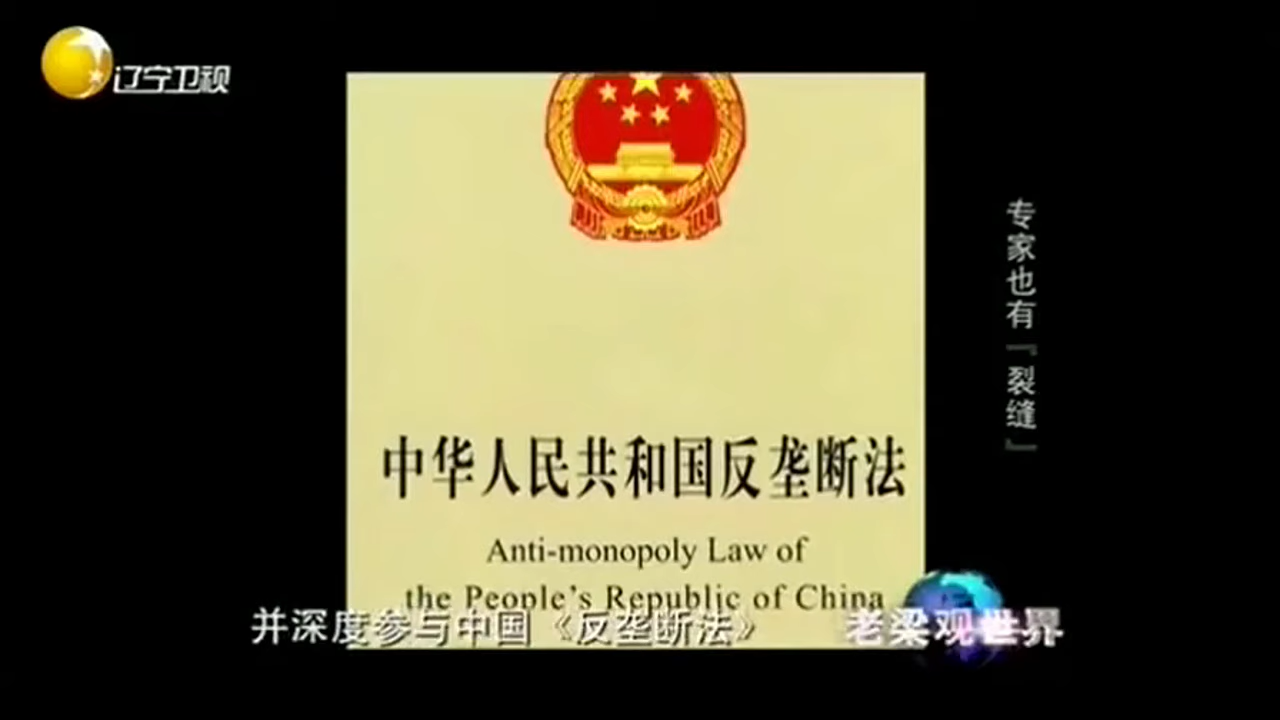 辽宁卫视
专家也有『裂缝』
中华人民共和国反垄断法
Anti-monopoly Law of
the People's Republic of China
并深度参与中国《反垄断法》
老梁观世界